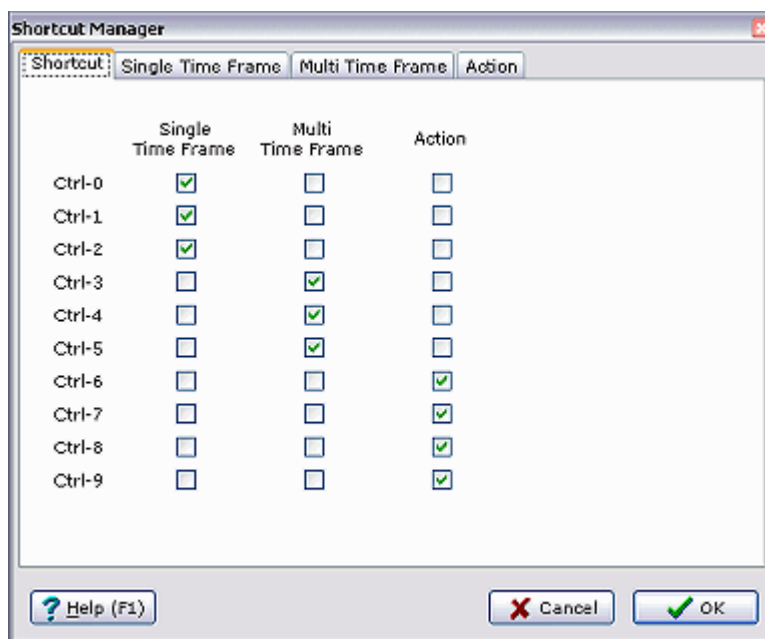 Shortcut Manager
Shortcut Single Time Frame Multi Time Frame Action
Single Time Frame
Multi Time Frame
Action
Ctrl-0
Ctrl-1
Ctrl-2
Ctrl-3
Ctrl-4
Ctrl-5
Ctrl-6
Ctrl-7
Ctrl-8
Ctrl-9
Help (F1) Cancel OK